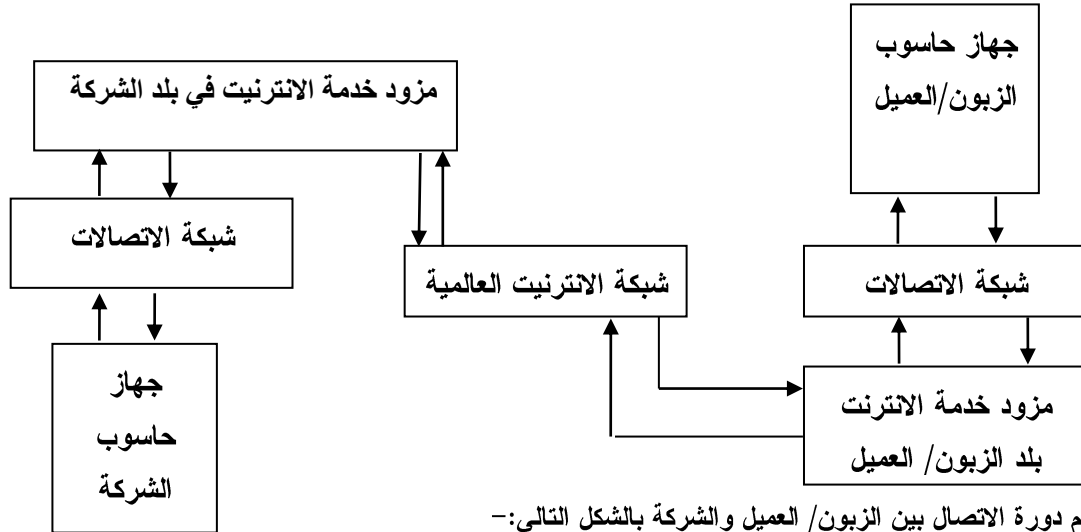 جهاز حاسوب
الزبون/العميل
مزود خدمة الانترنيت في بلد الشركة
شبكة الاتصالات
شبكة الانترنيت العالمية
شبكة الاتصالات
جهاز
حاسوب
الشركة
مزود خدمة الانترنت
بلد الزبون/ العميل
دورة الاتصال بين الزبون/ العميل والشركة بالشكل التالي:-